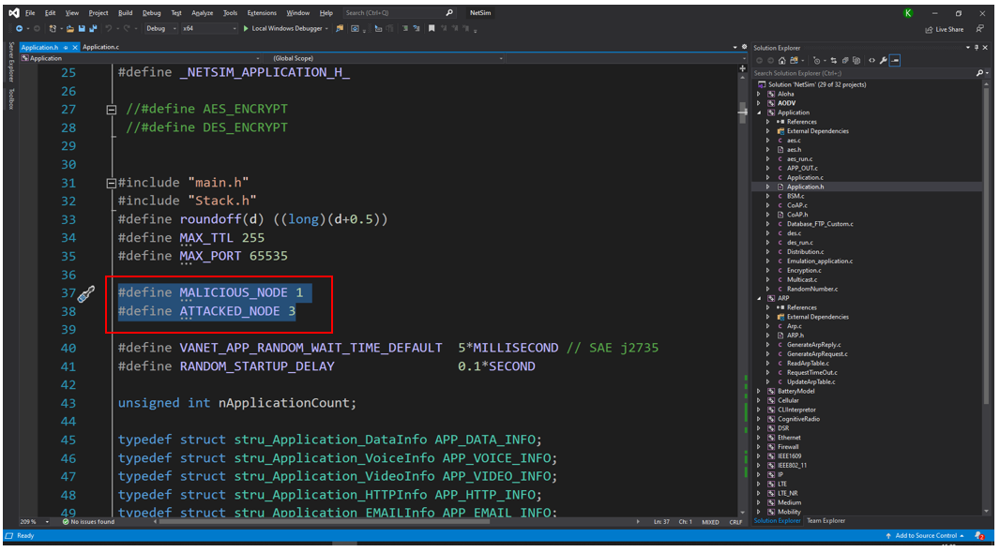 File Edit View Project Build Debug Test Analyze Tools Extensions Window Help Search (Ctrl+Q) NetSim K
Debug x64 Local Windows Debugger Live Share
Server Explorer
Toolbox
Application.h Application.c
Application (Global Scope)
25 #define _NETSIM_APPLICATION_H_
26
27 //#define AES_ENCRYPT
28 //#define DES_ENCRYPT
29
30
31 #include "main.h"
32 #include "Stack.h"
33 #define roundoff(d) ((long)(d+0.5))
34 #define MAX_TTL 255
35 #define MAX_PORT 65535
36
37 #define MALICIOUS_NODE 1
38 #define ATTACKED_NODE 3
39
40 #define VANET_APP_RANDOM_WAIT_TIME_DEFAULT 5*MILLISECOND // SAE j2735
41 #define RANDOM_STARTUP_DELAY 0.1*SECOND
42
43 unsigned int nApplicationCount;
44
45 typedef struct stru_Application_DataInfo APP_DATA_INFO;
46 typedef struct stru_Application_VoiceInfo APP_VOICE_INFO;
47 typedef struct stru_Application_VideoInfo APP_VIDEO_INFO;
48 typedef struct stru_Application_HTTPInfo APP_HTTP_INFO;
49 typedef struct stru_Application_EMAILInfo APP_EMAIL_INFO;
209 % No issues found Ln: 37 Ch: 1 MIXED CRLF
Solution Explorer
Search Solution Explorer (Ctrl+;)
Solution 'NetSim' (29 of 32 projects)
Aloha
AODV
Application
References
External Dependencies
aes.c
aes.h
aes_run.c
APP_OUT.c
Application.c
Application.h
BSM.c
CoAP.c
CoAP.h
Database_FTP_Custom.c
des.c
des_run.c
Distribution.c
Emulation_application.c
Encryption.c
Multicast.c
RandomNumber.c
ARP
References
External Dependencies
Arp.c
ARP.h
GenerateArpReply.c
GenerateArpRequest.c
ReadArpTable.c
RequestTimeOut.c
UpdateArpTable.c
BatteryModel
Cellular
CLIInterpretor
CognitiveRadio
DSR
Ethernet
Firewall
IEEE1609
IEEE802_11
IP
LTE
LTE_NR
Medium
Mobility
Solution Explorer Team Explorer
Ready Add to Source Control 2